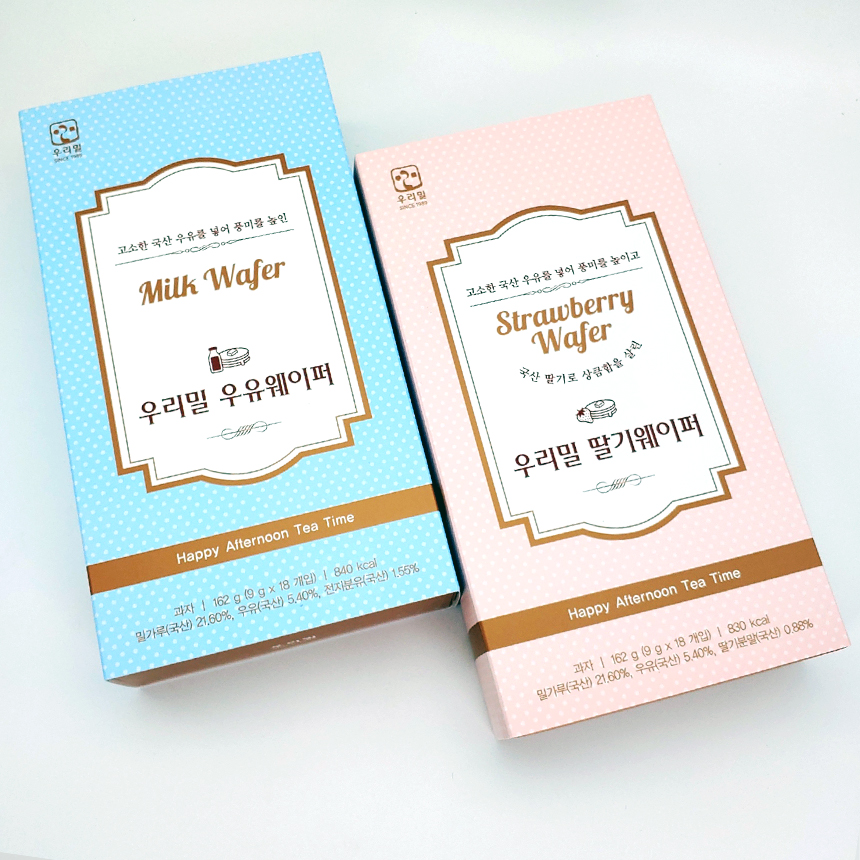 우리밀
SINCE 1989
고소한 국산 우유를 넣어 풍미를 높인
Milk Wafer
우리밀 우유웨이퍼
Happy Afternoon Tea Time
과자 | 162 g (9 g x 18 개입) | 840 kcal
밀가루(국산) 21.60%, 우유(국산) 5.40%, 전지분유(국산) 1.55%
우리밀
SINCE 1989
고소한 국산 우유를 넣어 풍미를 높이고
Strawberry
Wafer
국산 딸기로 상큼함을 살린
우리밀 딸기웨이퍼
Happy Afternoon Tea Time
과자 | 162 g (9 g x 18 개입) | 830 kcal
밀가루(국산) 21.60%, 우유(국산) 5.40%, 딸기분말(국산) 0.88%